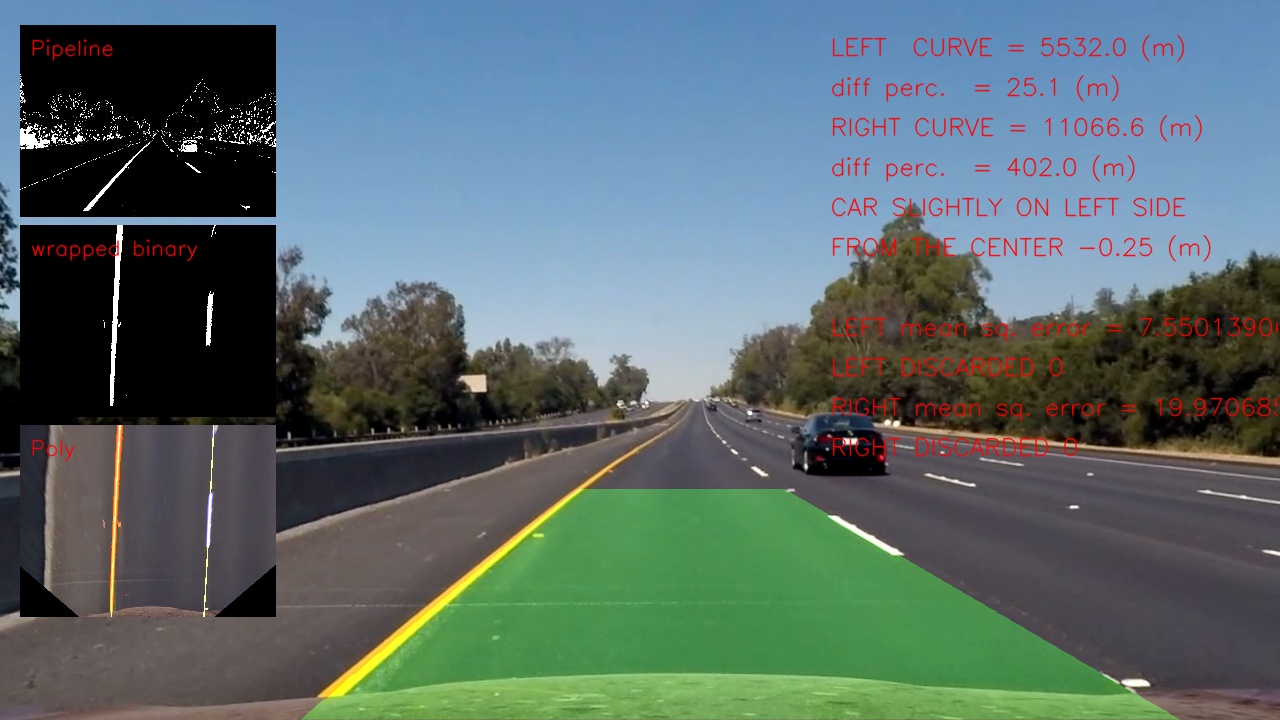 Pipeline
wrapped binary
Poly
LEFT CURVE = 5532.0 (m)
diff perc. = 25.1 (m)
RIGHT CURVE = 11066.6 (m)
diff perc. = 402.0 (m)
CAR SLIGHTLY ON LEFT SIDE
FROM THE CENTER -0.25 (m)
LEFT mean sq. error = 7.5501390
LEFT DISCARDED 0
RIGHT mean sq. error = 19.97068
RIGHT DISCARDED 0